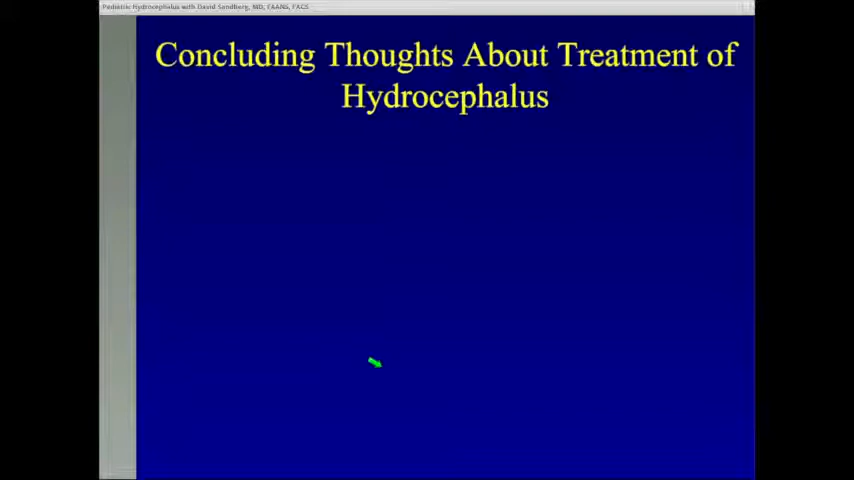 Pediatric Hydrocephalus with David Sandberg, MD, FAANS, FACS
Concluding Thoughts About Treatment of
Hydrocephalus